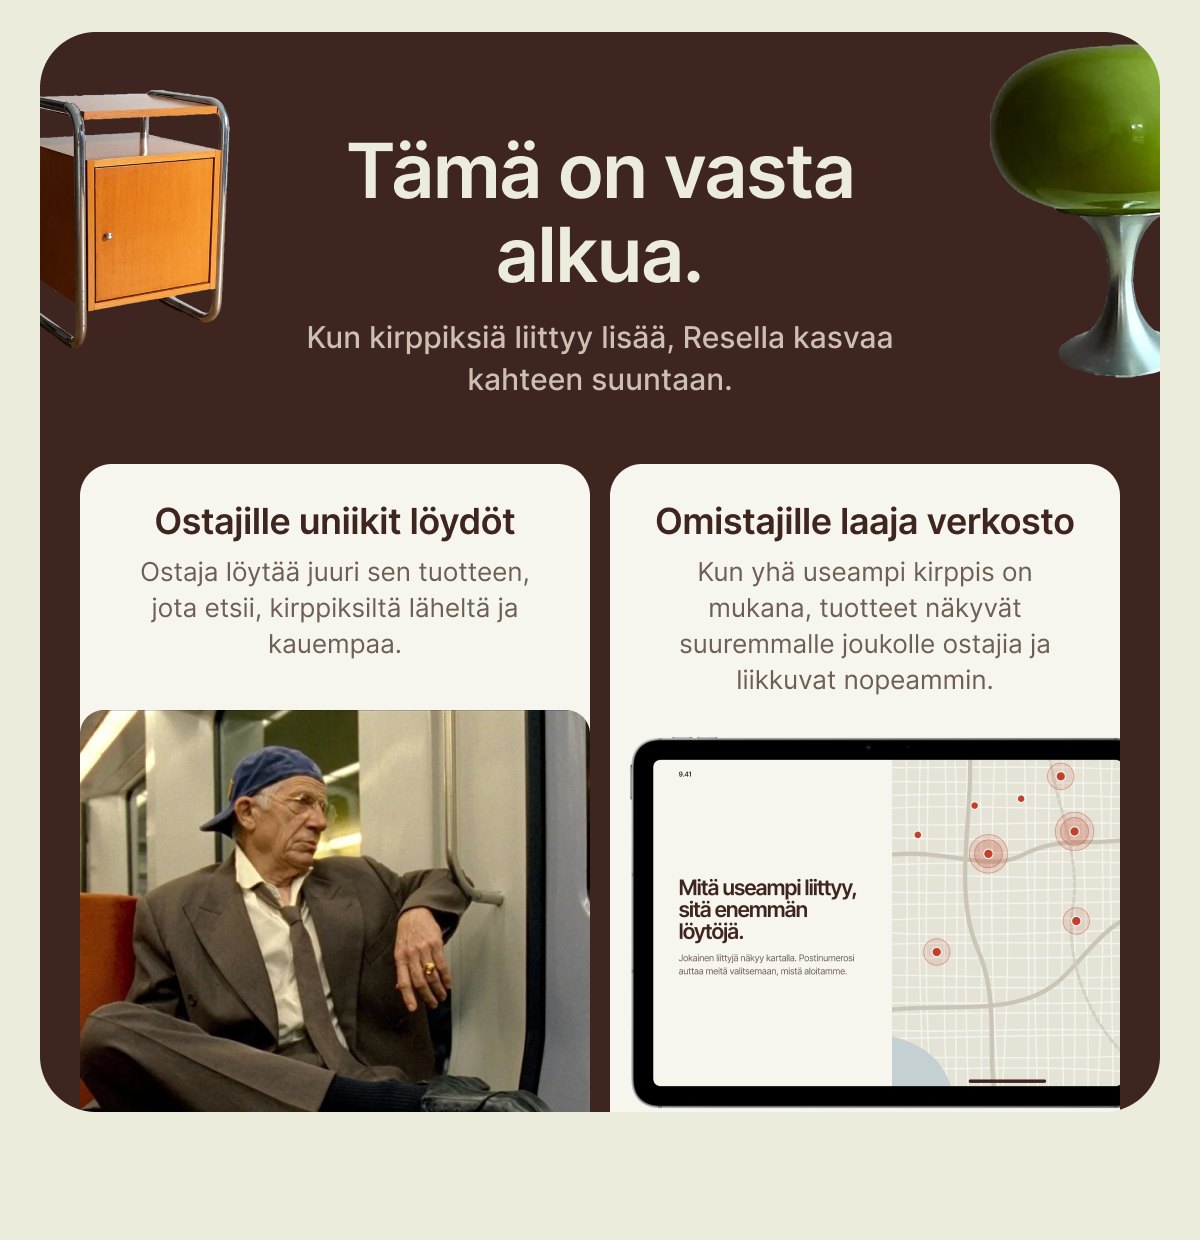 Tämä on vasta
alkua.
Kun kirppiksiä liittyy lisää, Resella kasvaa
kahteen suuntaan.
Ostajille uniikit löydöt
Ostaja löytää juuri sen tuotteen,
jota etsii, kirppiksiltä läheltä ja
kauempaa.
Omistajille laaja verkosto
Kun yhä useampi kirppis on
mukana, tuotteet näkyvät
suuremmalle joukolle ostajia ja
liikkuvat nopeammin.
9.41
Mitä useampi liittyy,
sitä enemmän
löytöjä.
Jokainen liittyjä näkyy kartalla. Postinumerosi
auttaa meitä valitsemaan, mistä aloitamme.